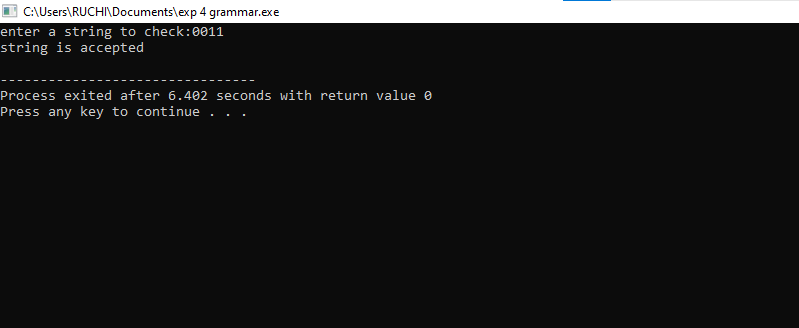 C:\Users\RUCHI\Documents\exp 4 grammar.exe
enter a string to check:0011
string is accepted
--------------------------------
Process exited after 6.402 seconds with return value 0
Press any key to continue . . .